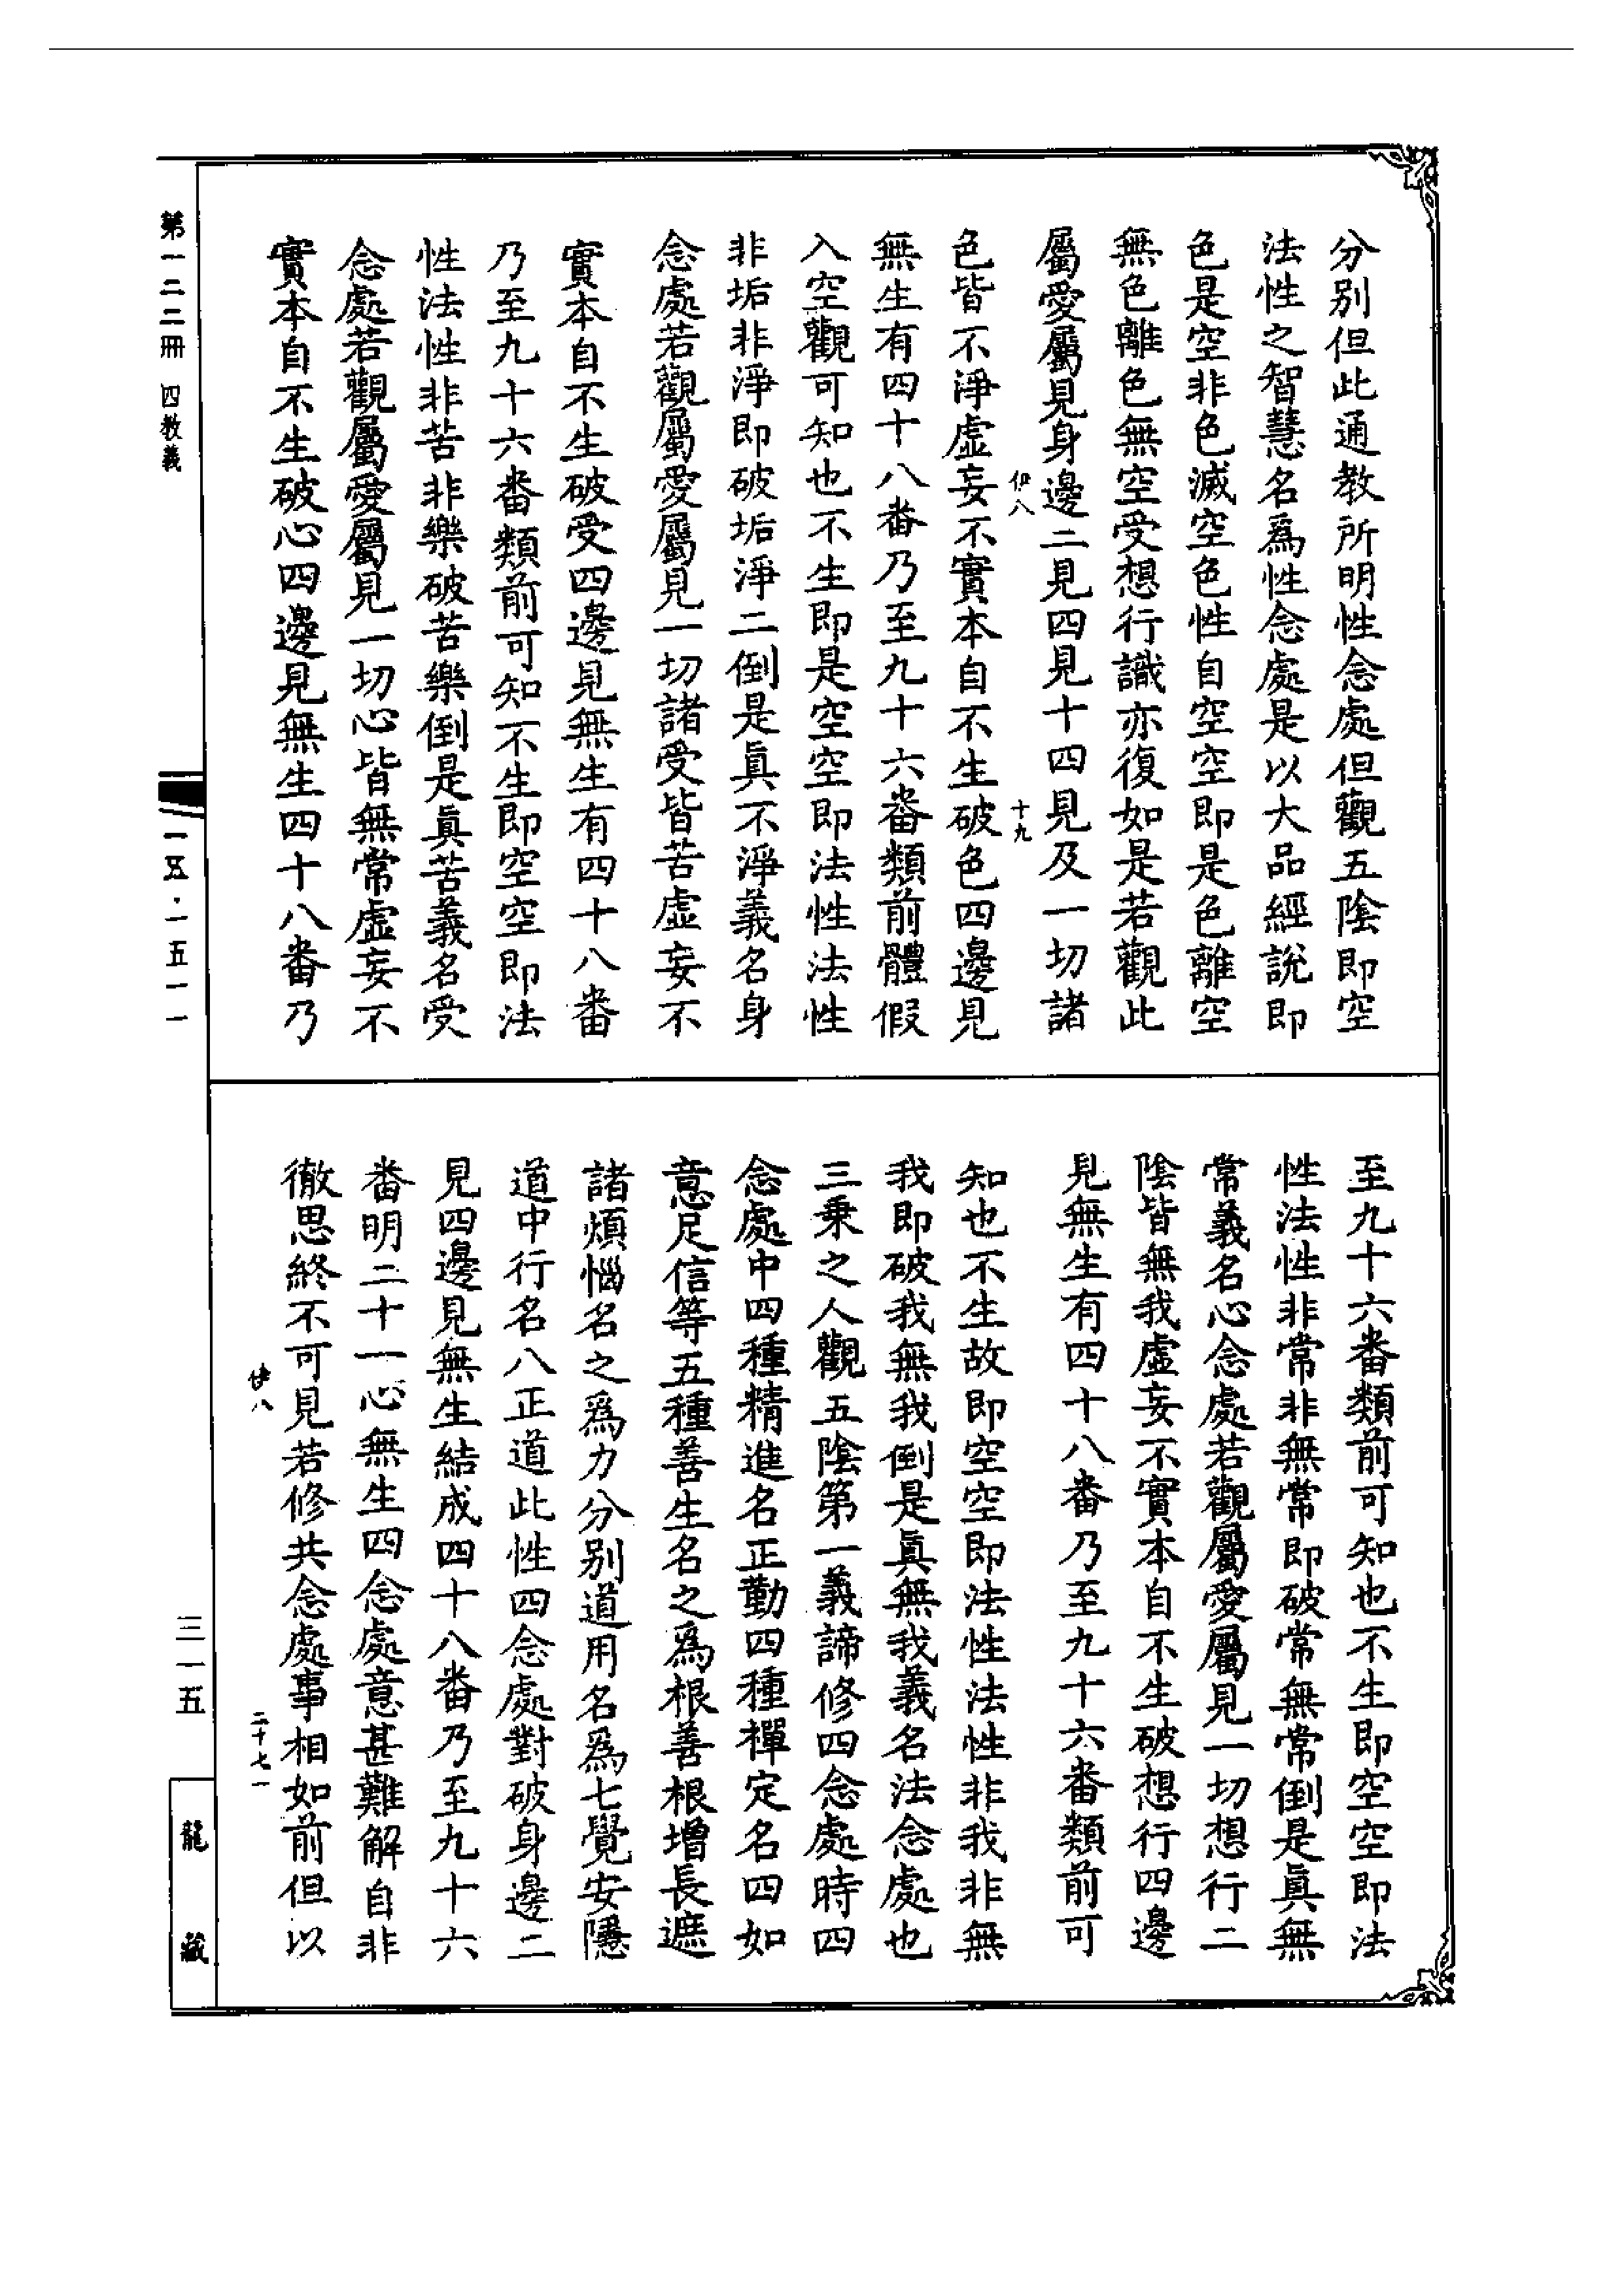 分別但此通教所明性念處但觀五陰即空
法性之智慧名為性念處是以大品經說即
色是空非色滅空色性自空空即是色離空
無色離色無空受想行識亦復如是若觀此
屬愛屬見身邊二見四見十四見及一切諸
伊八
十九
色皆不淨虛妄不實本自不生破色四邊見
無生有四十八番乃至九十六番類前體假
入空觀可知也不生即是空空即法性法性
非垢非淨即破垢淨二倒是真不淨義名身
念處若觀屬愛屬見一切諸受皆苦虛妄不
實本自不生破受四邊見無生有四十八番
乃至九十六番類前可知不生即空空即法
性法性非苦非樂破苦樂倒是真苦義名受
念處若觀屬愛屬見一切心皆無常虛妄不
實本自不生破心四邊見無生四十八番乃
至九十六番類前可知也不生即空空即法
性法性非常非無常即破常無常倒是真無
常義名心念處若觀屬愛屬見一切想行二
陰皆無我虛妄不實本自不生破想行四邊
見無生有四十八番乃至九十六番類前可
知也不生故即空空即法性法性非我非無
我即破我無我倒是真無我義名法念處也
三乘之人觀五陰第一義諦修四念處時四
念處中四種精進名正勤四種禪定名四如
意足信等五種善生名之為根善根增長遮
諸煩惱名之為力分別道用名為七覺安隱
道中行名八正道此性四念處對破身邊二
見四邊見無生結成四十八番乃至九十六
番明二十一心無生四念處意甚難解自非
徹思終不可見若修共念處事相如前但以
伊八
二十七一
第一二二冊 四教義
一五·一五一一
三一五
龍藏